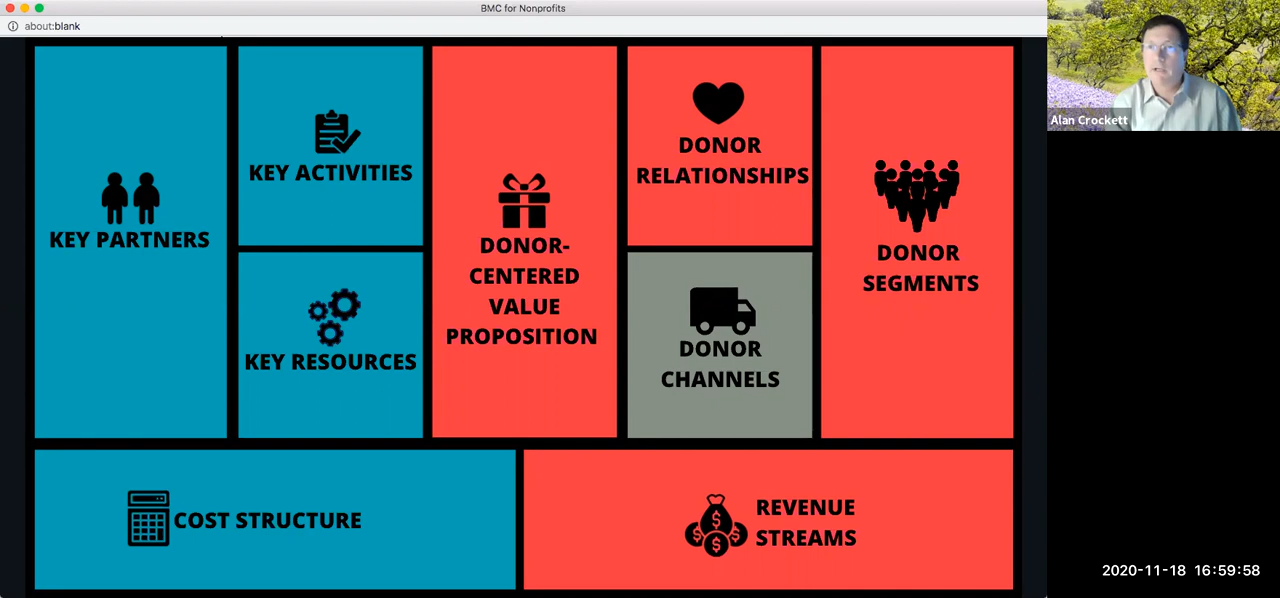 BMC for Nonprofits
about:blank
KEY PARTNERS
KEY ACTIVITIES
KEY RESOURCES
DONOR-
CENTERED
VALUE
PROPOSITION
DONOR
RELATIONSHIPS
DONOR
CHANNELS
DONOR
SEGMENTS
COST STRUCTURE
$
$
$
$
REVENUE
STREAMS
Alan Crockett
2020-11-18 16:59:58